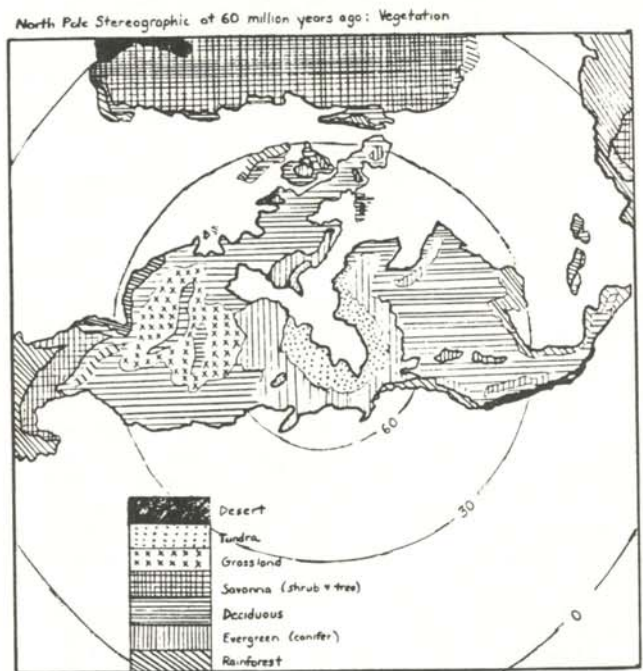 North Pole Stereographic at 60 million years ago: Vegetation
60
30
0
Desert
Tundra
Grassland
Savanna (shrub & tree)
Deciduous
Evergreen (conifer)
Rainforest